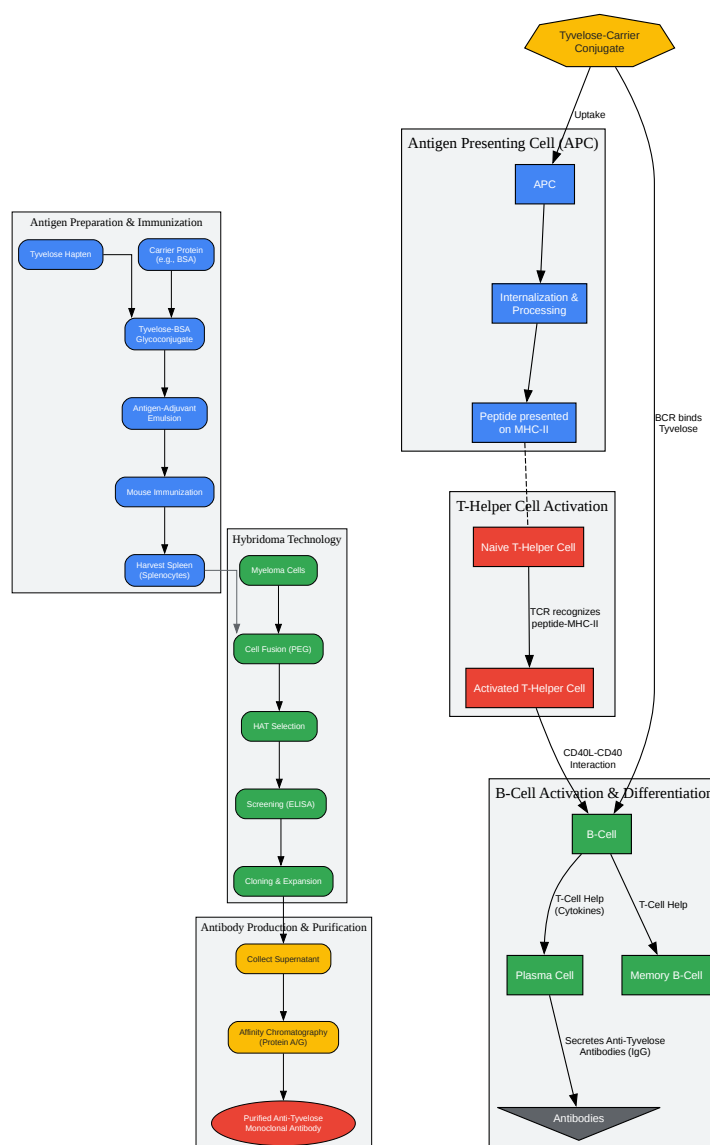 Tyvelose-Carrier
Conjugate
Uptake
Antigen Presenting Cell (APC)
APC
Internalization &
Processing
Peptide presented
on MHC-II
BCR binds
Tyvelose
T-Helper Cell Activation
Naive T-Helper Cell
TCR recognizes
peptide-MHC-II
Activated T-Helper Cell
CD40L-CD40
Interaction
B-Cell Activation & Differentiation
B-Cell
T-Cell Help
(Cytokines)
T-Cell Help
Plasma Cell
Memory B-Cell
Secretes Anti-Tyvelose
Antibodies (IgG)
Antibodies
Antigen Preparation & Immunization
Tyvelose Hapten
Carrier Protein
(e.g., BSA)
Tyvelose-BSA
Glycoconjugate
Antigen-Adjuvant
Emulsion
Mouse Immunization
Harvest Spleen
(Splenocytes)
Hybridoma Technology
Myeloma Cells
Cell Fusion (PEG)
HAT Selection
Screening (ELISA)
Cloning & Expansion
Antibody Production & Purification
Collect Supernatant
Affinity Chromatography
(Protein A/G)
Purified Anti-Tyvelose
Monoclonal Antibody